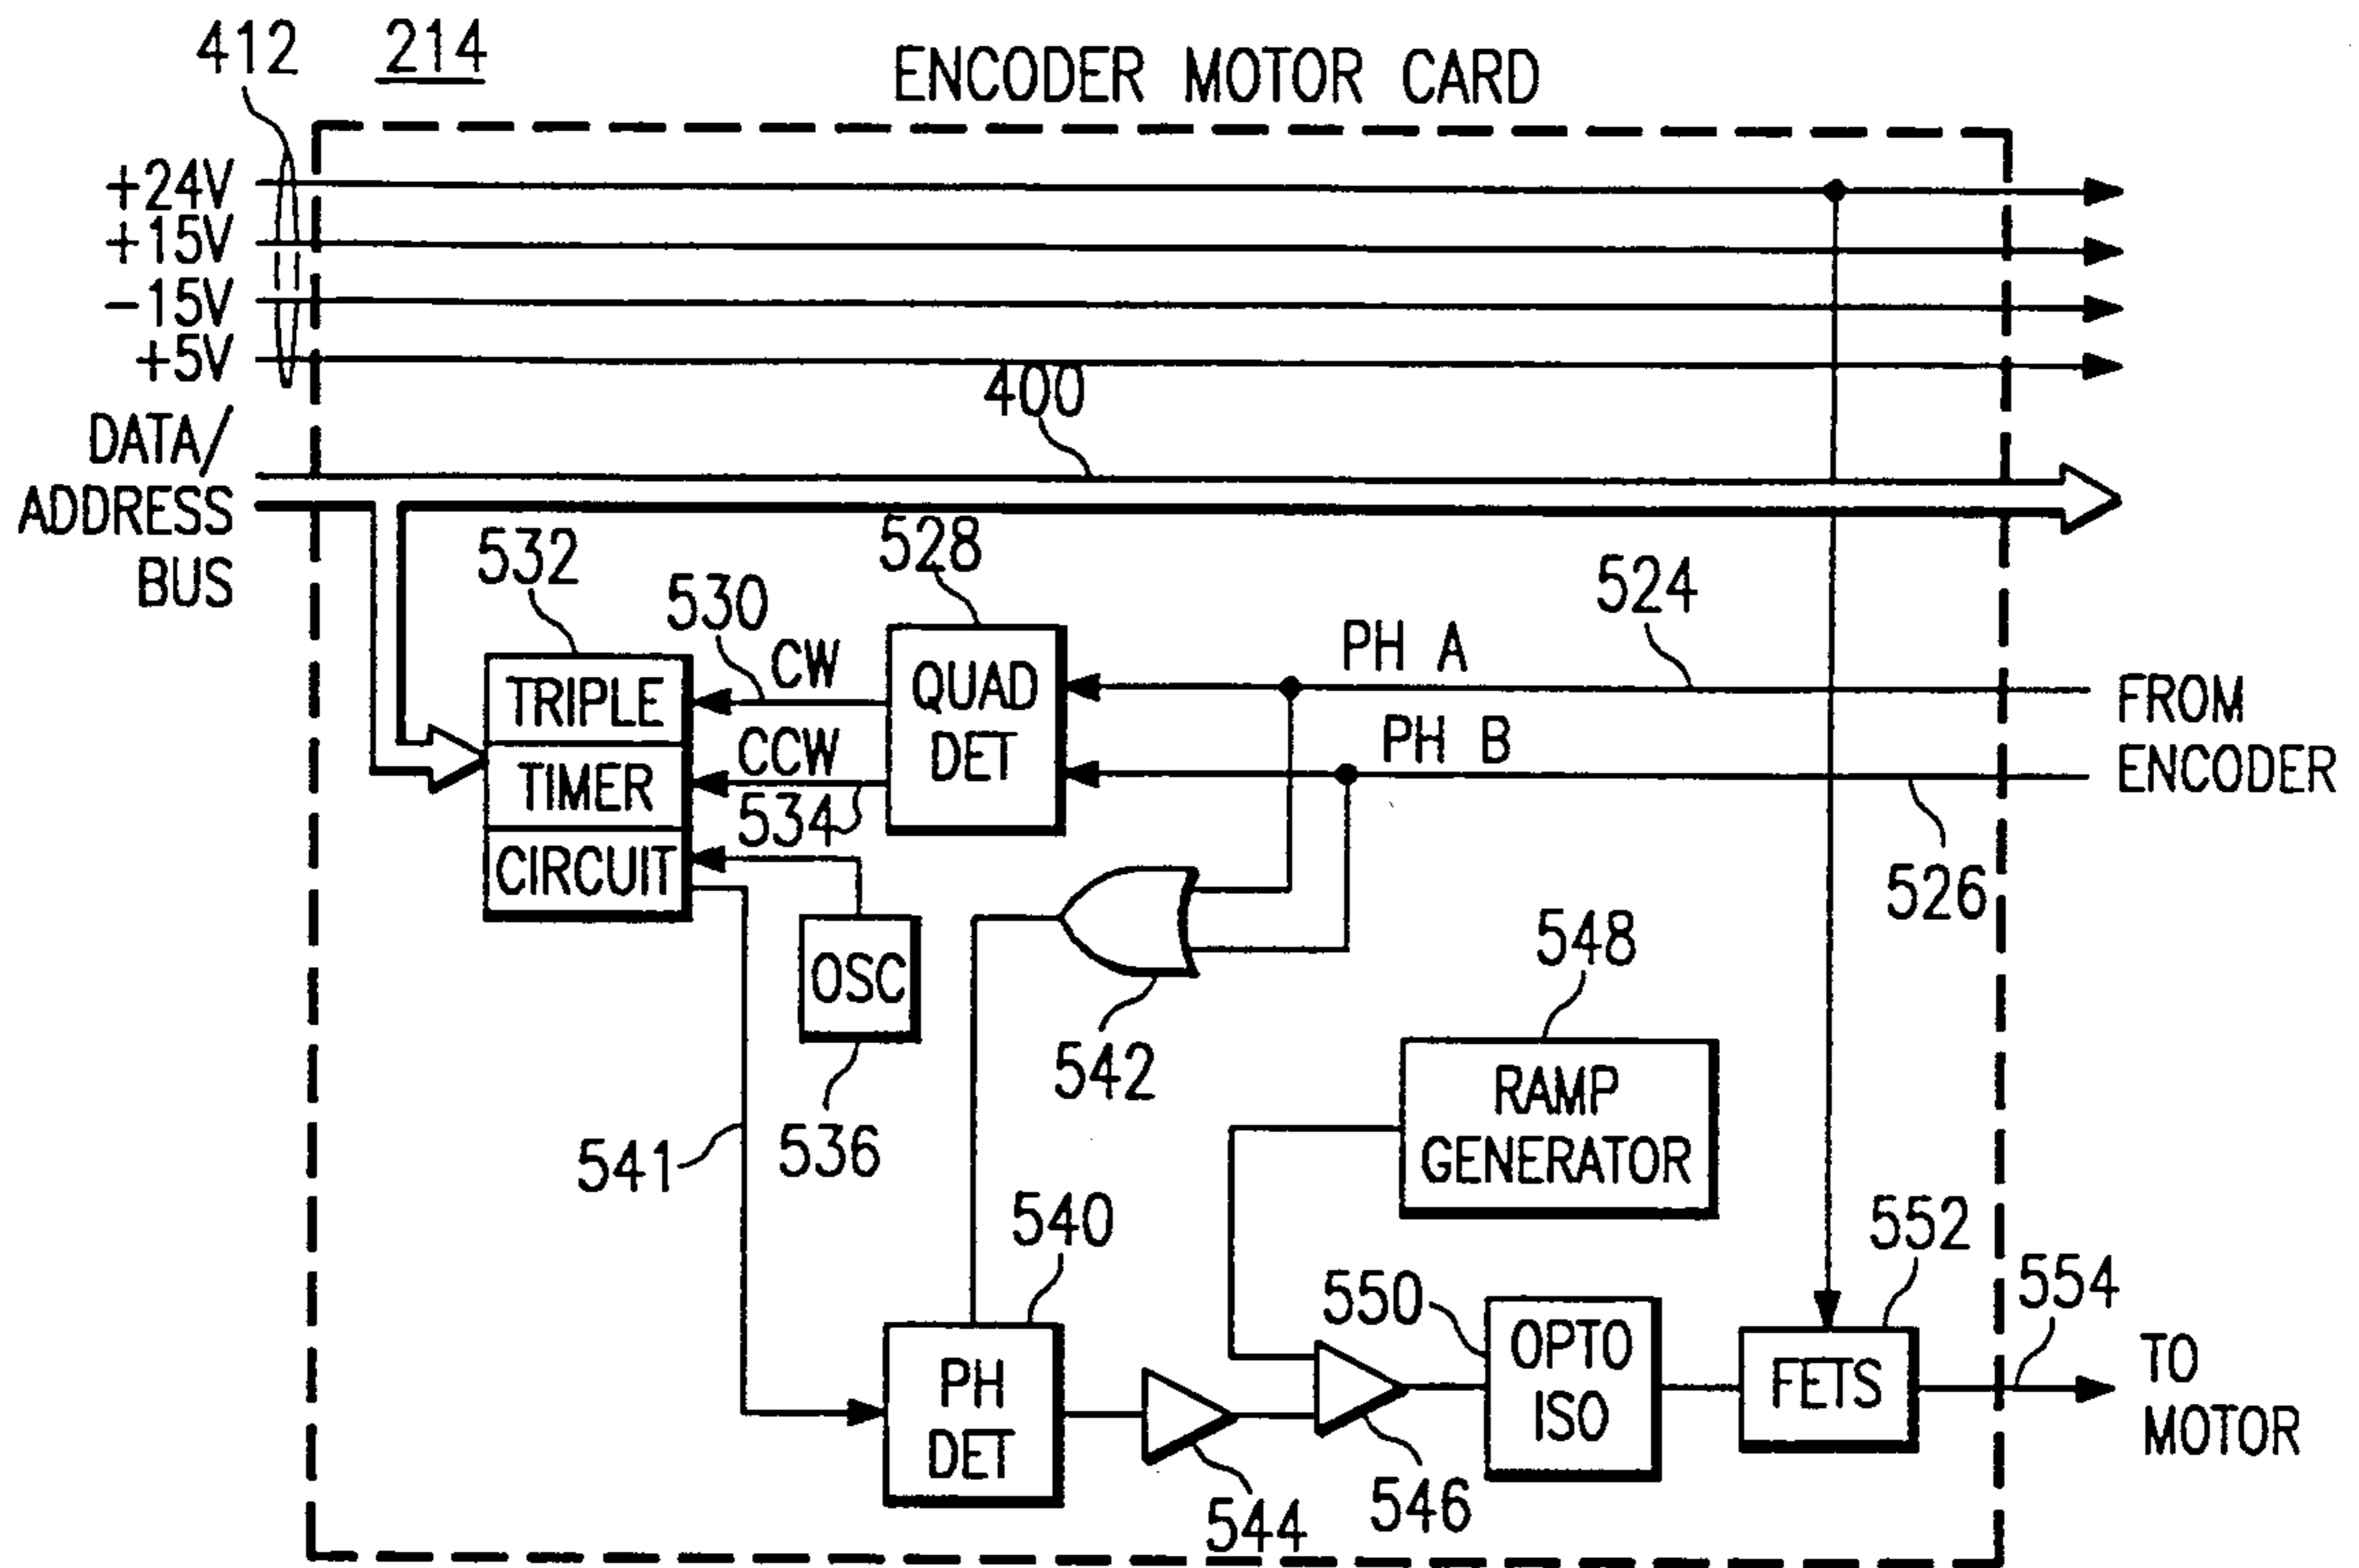 412
214
ENCODER MOTOR CARD
+24V
+15V
-15V
+5V
400
DATA/
ADDRESS
BUS
532
530
528
524
CW
PH A
TRIPLE
QUAD
DET
FROM
ENCODER
CCW
PH B
TIMER
534
CIRCUIT
526
OSC
548
542
536
541
RAMP
GENERATOR
540
552
554
550
OPTO
ISO
PH
DET
FETS
TO
MOTOR
546
544